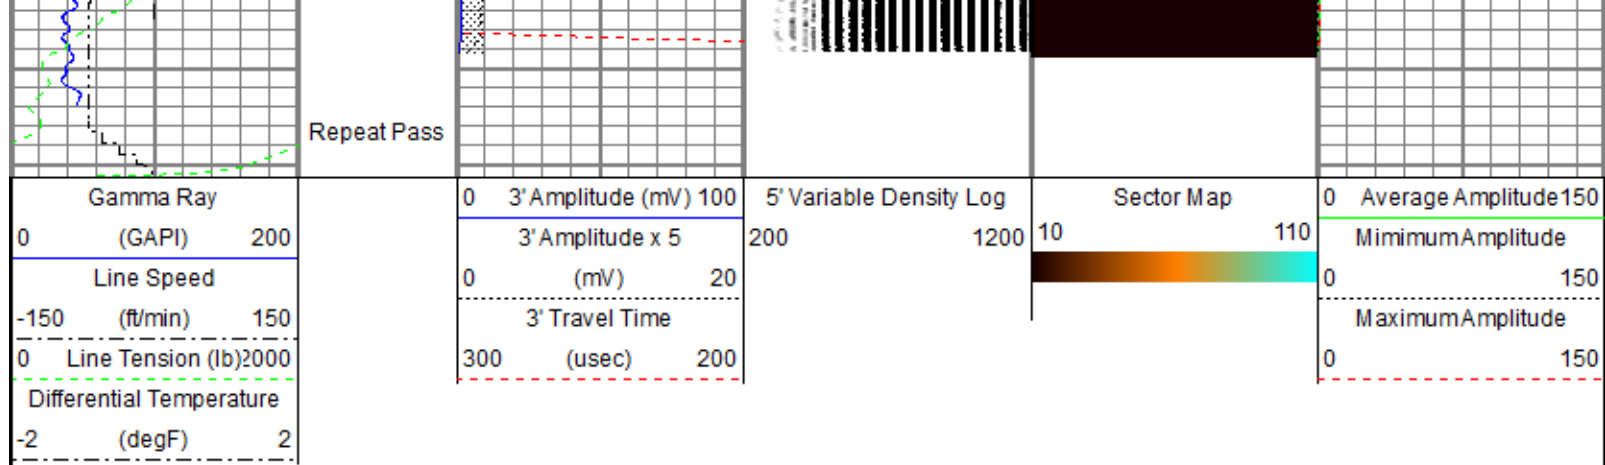 Repeat Pass
Gamma Ray
0 (GAPI) 200
Line Speed
-150 (ft/min) 150
0 Line Tension (lb) 2000
Differential Temperature
-2 (degF) 2
0 3' Amplitude (mV) 100
3' Amplitude x 5
0 (mV) 20
3' Travel Time
300 (usec) 200
5' Variable Density Log
200 1200
Sector Map
10 110
0 Average Amplitude 150
Mimimum Amplitude
0 150
Maximum Amplitude
0 150